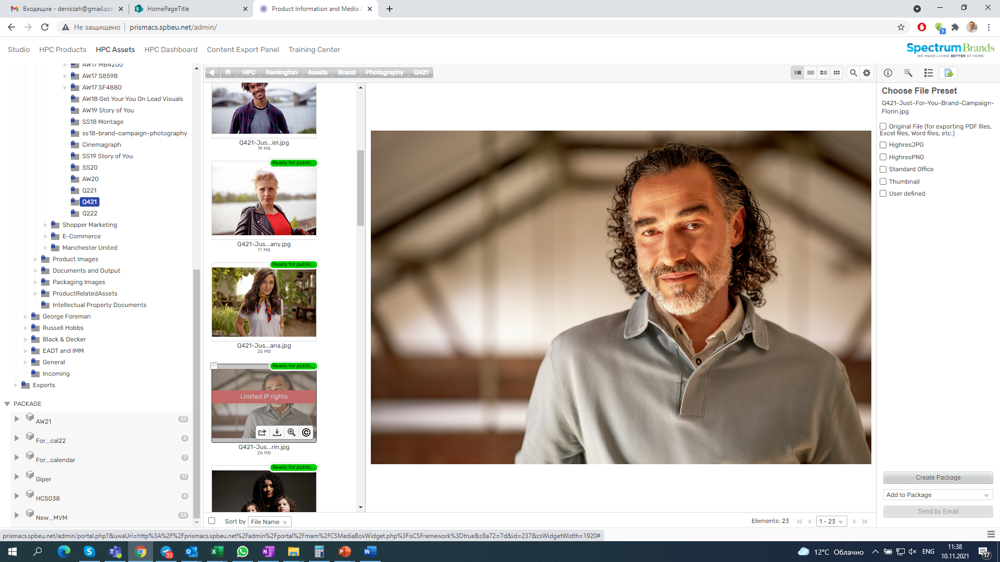 Входящие - deniszah@gmail.con
HomePageTitle
Product Information and Media A
Не защищено
prismacs.spbeu.net/admin/
Studio
HPC Products
HPC Assets
HPC Dashboard
Content Export Panel
Training Center
Spectrum Brands
WE MAKE LIVING BETTER AT HOME
AW17 MB4200
AW17 S8598
AW17 SF4880
AW18 Get Your You On Lead Visuals
AW19 Story of You
SS18 Montage
ss18-brand-campaign-photography
Cinemagraph
SS19 Story of You
SS20
AW20
Q221
Q421
Q222
Shopper Marketing
E-Commerce
Manchester United
Product Images
Documents and Output
Packaging Images
ProductRelatedAssets
Intellectual Property Documents
George Foreman
Russell Hobbs
Black & Decker
EADT and IMM
General
Incoming
Exports
PACKAGE
AW21
23
For_cal22
6
For_calendar
7
Giper
17
HC5038
6
New_MVM
33
HPC
Remington
Assets
Brand
Photography
Q421
Q421-Jus...iel.jpg
19 MB
Ready for public...
Q421-Jus...any.jpg
17 MB
Ready for public...
Q421-Jus...ana.jpg
25 MB
Ready for public...
Limited IP rights
Q421-Jus...rin.jpg
26 MB
Ready for public...
Sort by
File Name
Elements: 23
1 - 23
Choose File Preset
Q421-Just-For-You-Brand-Campaign-
Florin.jpg
Original File (for exporting PDF files,
Excel files, Word files, etc.)
HighresJPG
HighresPNG
Standard Office
Thumbnail
User defined
Create Package
Add to Package
Send by Email
prismacs.spbeu.net/admin/portal.php?&uwaUrl=http%3A%2F%2Fprismacs.spbeu.net%2Fadmin%2Fportal%2Fmam%2FCSMediaBoxWidget.php%3FisCSFramework%3Dtrue&c8a72=7d&id=237&csWidgetWidth=1920#
30
12°C Облачно
ENG
11:38
10.11.2021
17